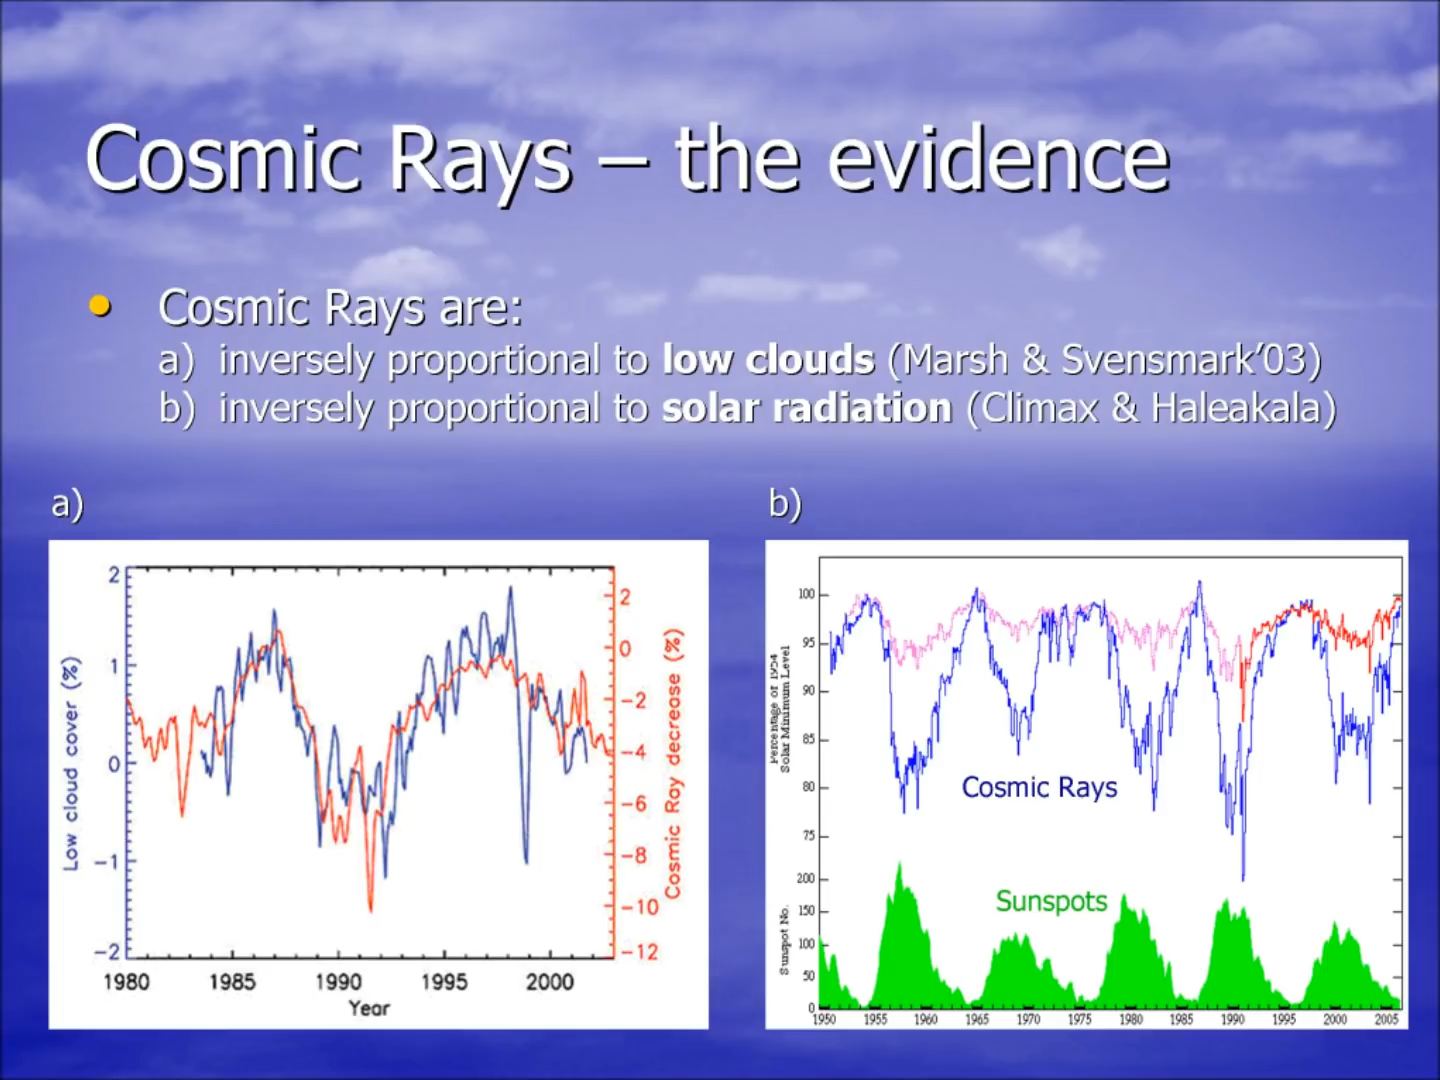 Cosmic Rays – the evidence
Cosmic Rays are:
a) inversely proportional to low clouds (Marsh & Svensmark’03)
b) inversely proportional to solar radiation (Climax & Haleakala)
a)
b)
2
1
0
−1
−2
Low cloud cover (%)
2
0
−2
−4
−6
−8
−10
−12
Cosmic Ray decrease (%)
1980 1985 1990 1995 2000
Year
100
95
90
85
80
75
Percentage of 1954
Solar Minimum Level
Cosmic Rays
200
150
100
50
0
Sunspot No.
Sunspots
1950 1955 1960 1965 1970 1975 1980 1985 1990 1995 2000 2005